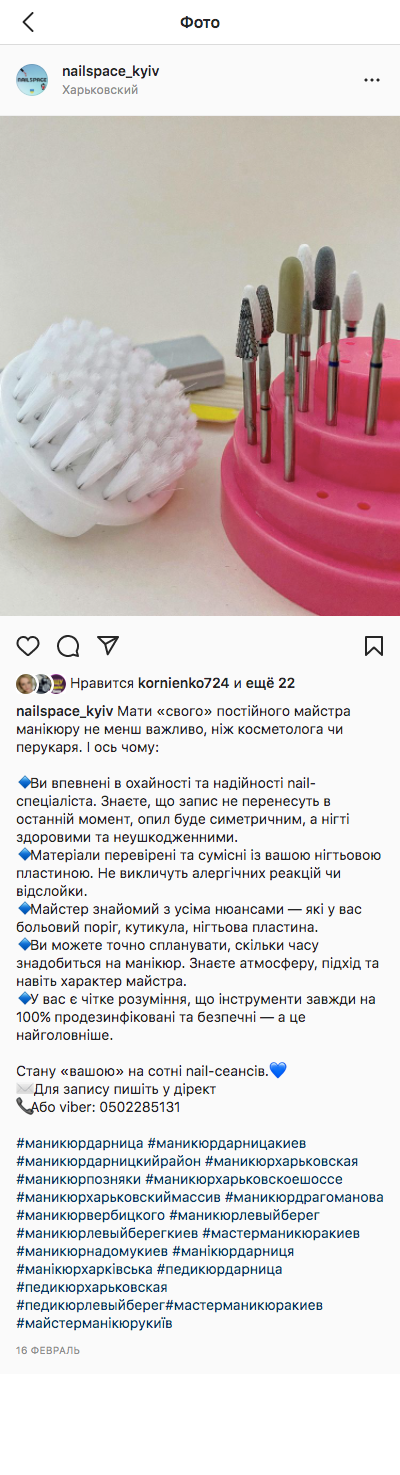 Фото
nailspace_kyiv
Харьковский
NAILSPACE
Нравится kornienko724 и ещё 22
nailspace_kyiv Мати «свого» постійного майстра
манікюру не менш важливо, ніж косметолога чи
перукаря. І ось чому:
🔷Ви впевнені в охайності та надійності nail-
спеціаліста. Знаєте, що запис не перенесуть в
останній момент, опил буде симетричним, а нігті
здоровими та неушкодженними.
🔷Матеріали перевірені та сумісні із вашою нігтьовою
пластиною. Не викличуть алергічних реакцій чи
відслойки.
🔷Майстер знайомий з усіма нюансами — які у вас
больовий поріг, кутикула, нігтьова пластина.
🔷Ви можете точно спланувати, скільки часу
знадобиться на манікюр. Знаєте атмосферу, підхід та
навіть характер майстра.
🔷У вас є чітке розуміння, що інструменти завжди на
100% продезинфіковані та безпечні — а це
найголовніше.
Стану «вашою» на сотні nail-сеансів.💙
✉️Для запису пишіть у дірект
📞Або viber: 0502285131
#маникюрдарница #маникюрдарницакиев
#маникюрдарницкийрайон #маникюрхарьковская
#маникюрпозняки #маникюрхарьковскоешоссе
#маникюрхарьковскиймассив #маникюрдрагоманова
#маникюрвербицкого #маникюрлевыйберег
#маникюрлевыйберегкиев #мастерманикюракиев
#маникюрнадомукиев #манікюрдарниця
#манікюрхарківська #педикюрдарница
#педикюрхарьковская
#педикюрлевыйберег#мастерманикюракиев
#майстерманікюрукиїв
16 ФЕВРАЛЬ